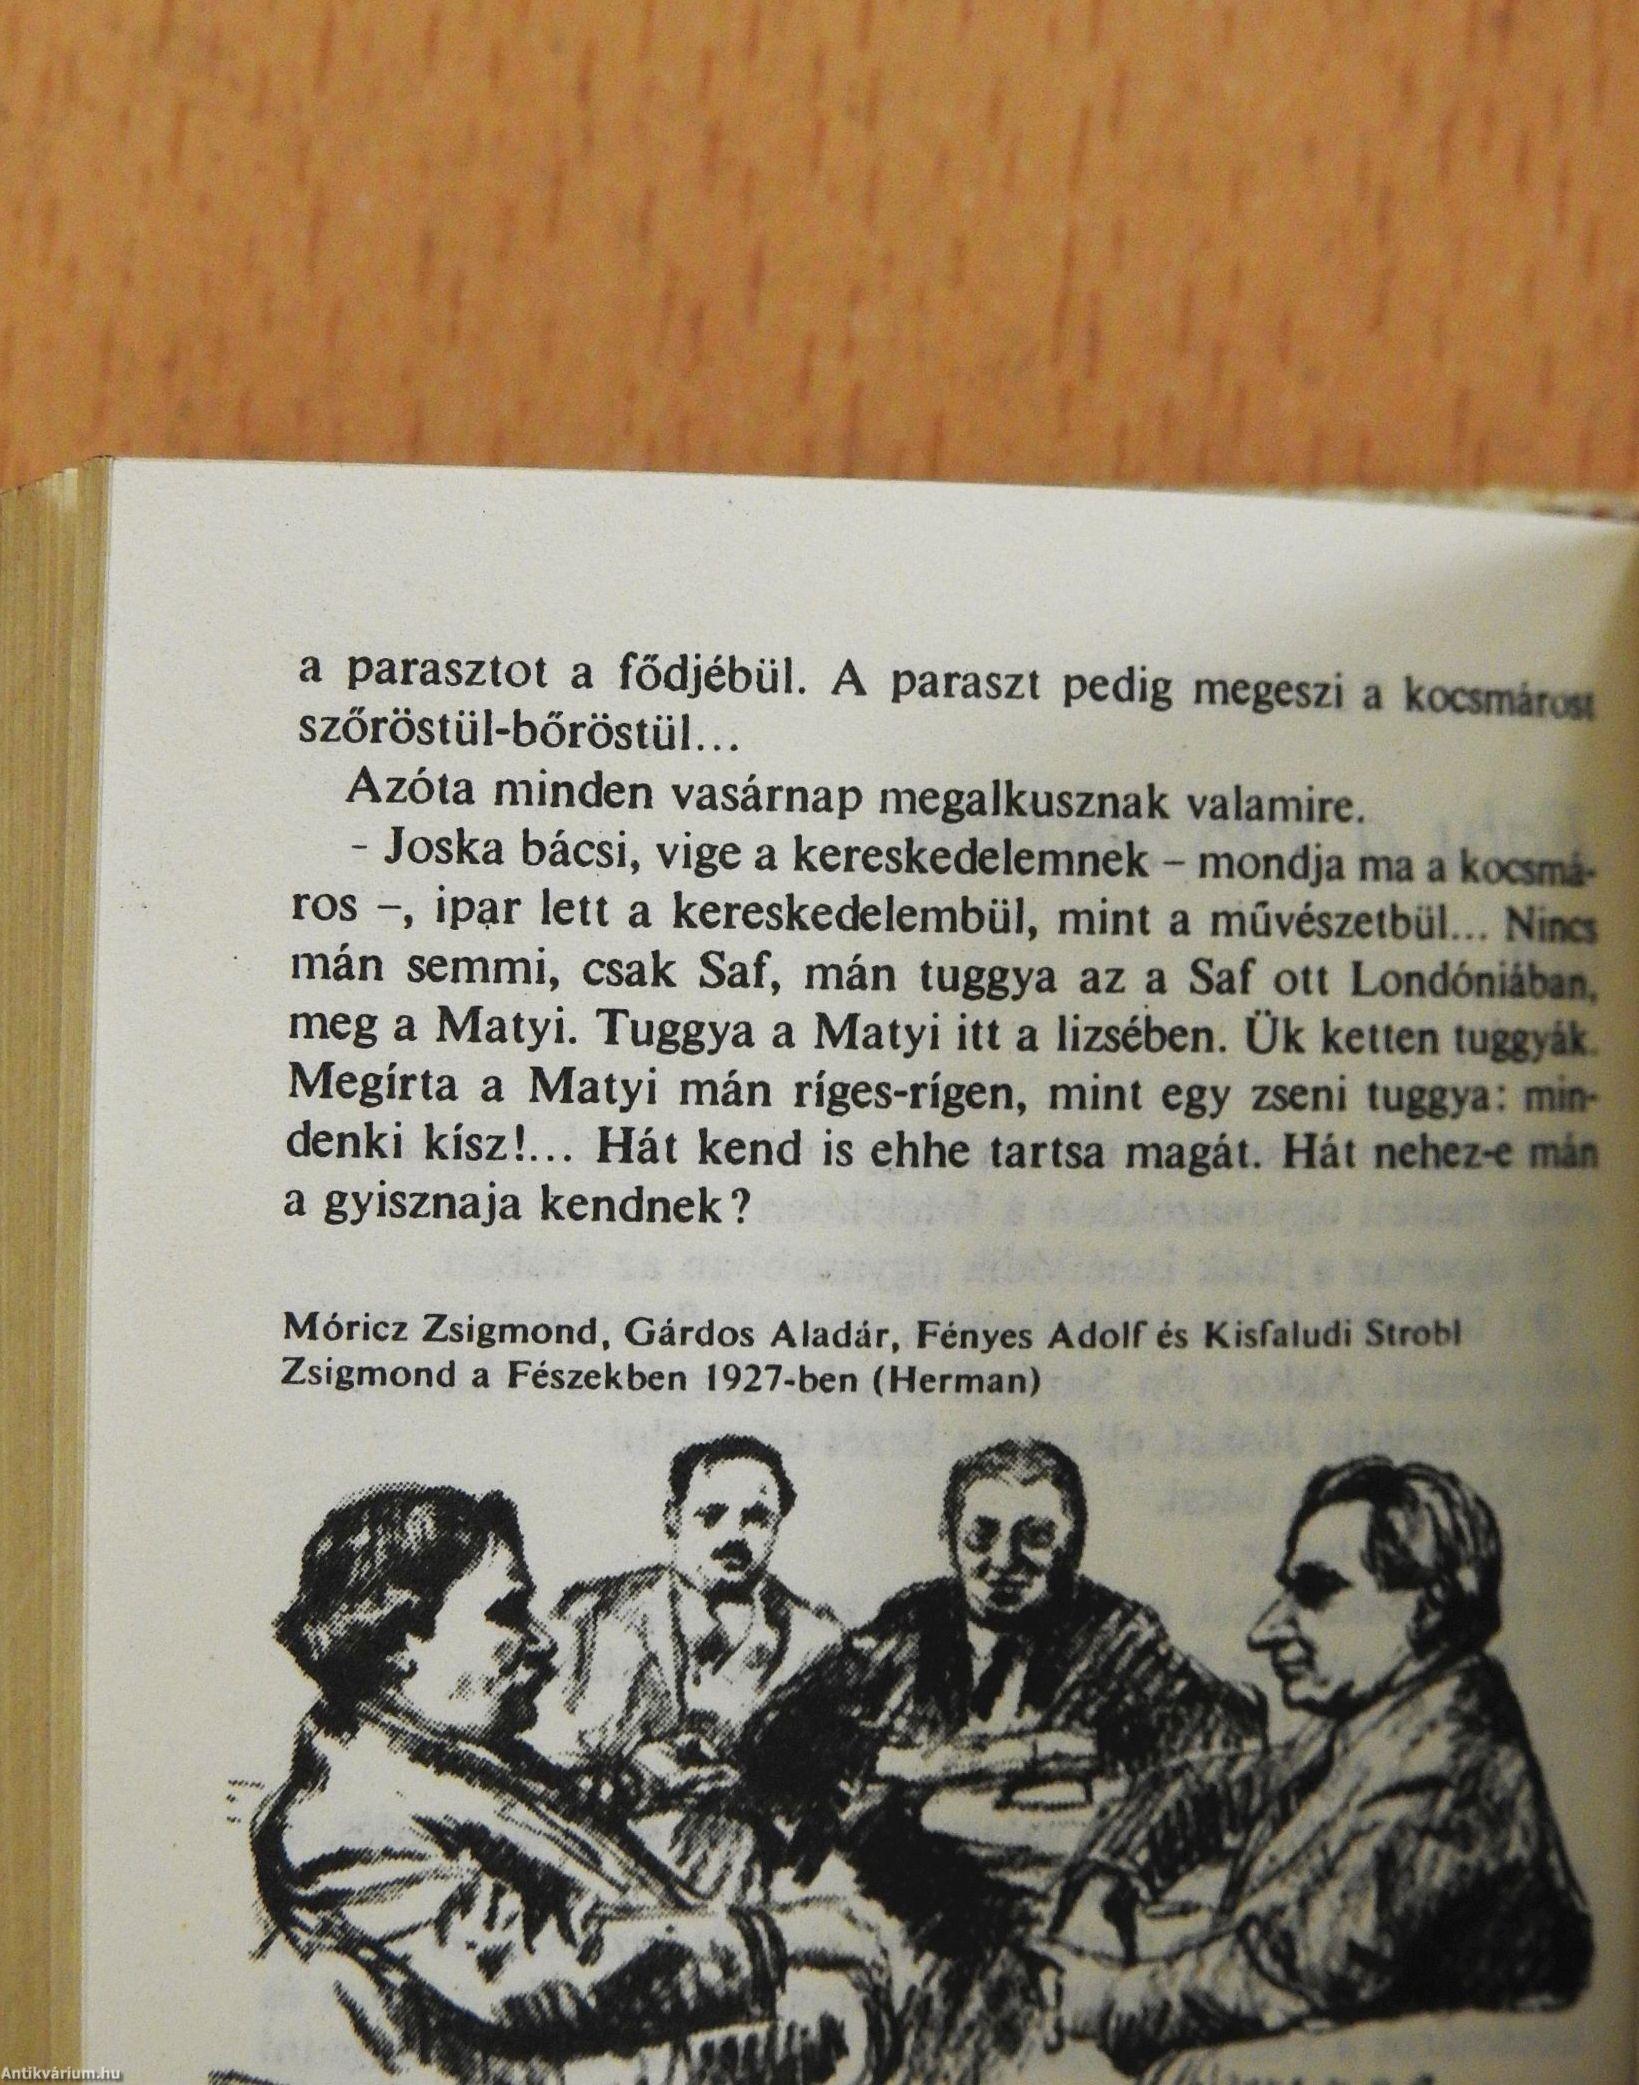 a parasztot a fődjébül. A paraszt pedig megeszi a kocsmárost
szőröstül-bőröstül...
Azóta minden vasárnap megalkusznak valamire.
- Joska bácsi, vige a kereskedelemnek – mondja ma a kocsmá-
ros –, ipar lett a kereskedelembül, mint a művészetbül... Nincs
mán semmi, csak Saf, mán tuggya az a Saf ott Londóniában,
meg a Matyi. Tuggya a Matyi itt a lizsében. Ük ketten tuggyák.
Megírta a Matyi mán ríges-rígen, mint egy zseni tuggya: min-
denki kísz!... Hát kend is ehhe tartsa magát. Hát nehez-e mán
a gyisznaja kendnek?
Móricz Zsigmond, Gárdos Aladár, Fényes Adolf és Kisfaludi Strobl
Zsigmond a Fészekben 1927-ben (Herman)
Antikvárium.hu